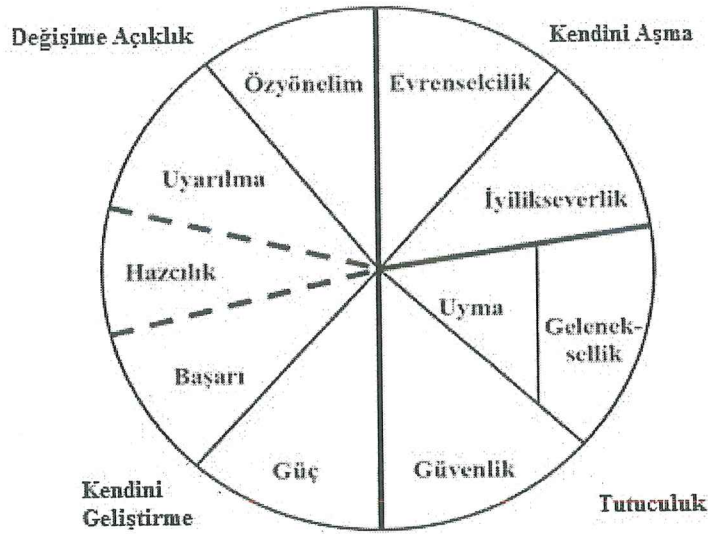 Değişime Açıklık
Kendini Aşma
Özyönelim
Evrenselcilik
Uyarılma
İyilikseverlik
Hazcılık
Uyma
Gelenek-
sellik
Başarı
Güç
Güvenlik
Kendini
Geliştirme
Tutuculuk